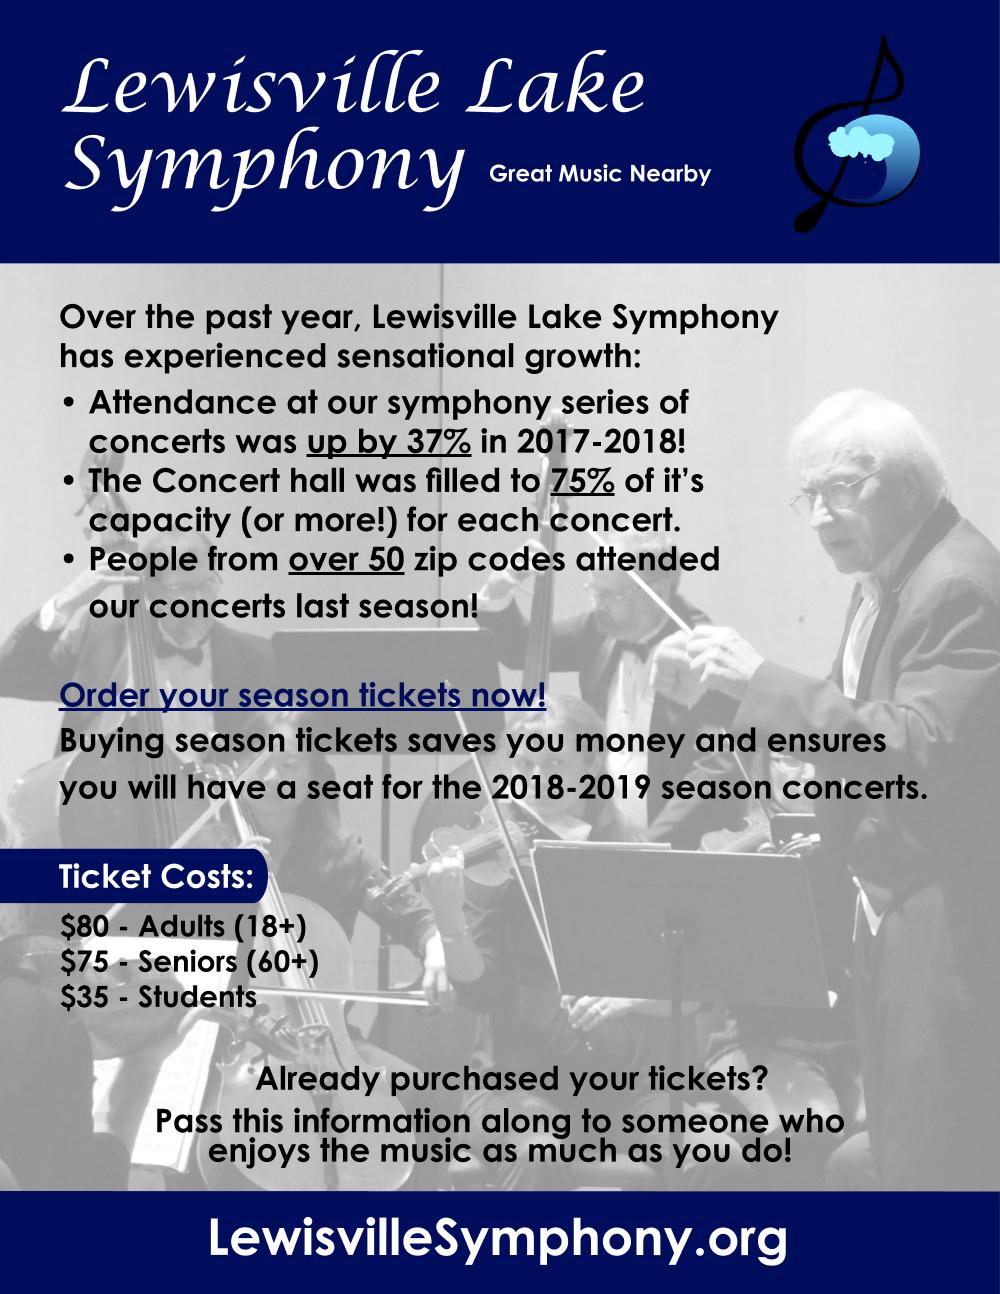 Lewisville Lake
Symphony Great Music Nearby
Over the past year, Lewisville Lake Symphony
has experienced sensational growth:
• Attendance at our symphony series of
concerts was up by 37% in 2017-2018!
• The Concert hall was filled to 75% of it's
capacity (or more!) for each concert.
• People from over 50 zip codes attended
our concerts last season!
Order your season tickets now!
Buying season tickets saves you money and ensures
you will have a seat for the 2018-2019 season concerts.
Ticket Costs:
$80 - Adults (18+)
$75 - Seniors (60+)
$35 - Students
Already purchased your tickets?
Pass this information along to someone who
enjoys the music as much as you do!
LewisvilleSymphony.org